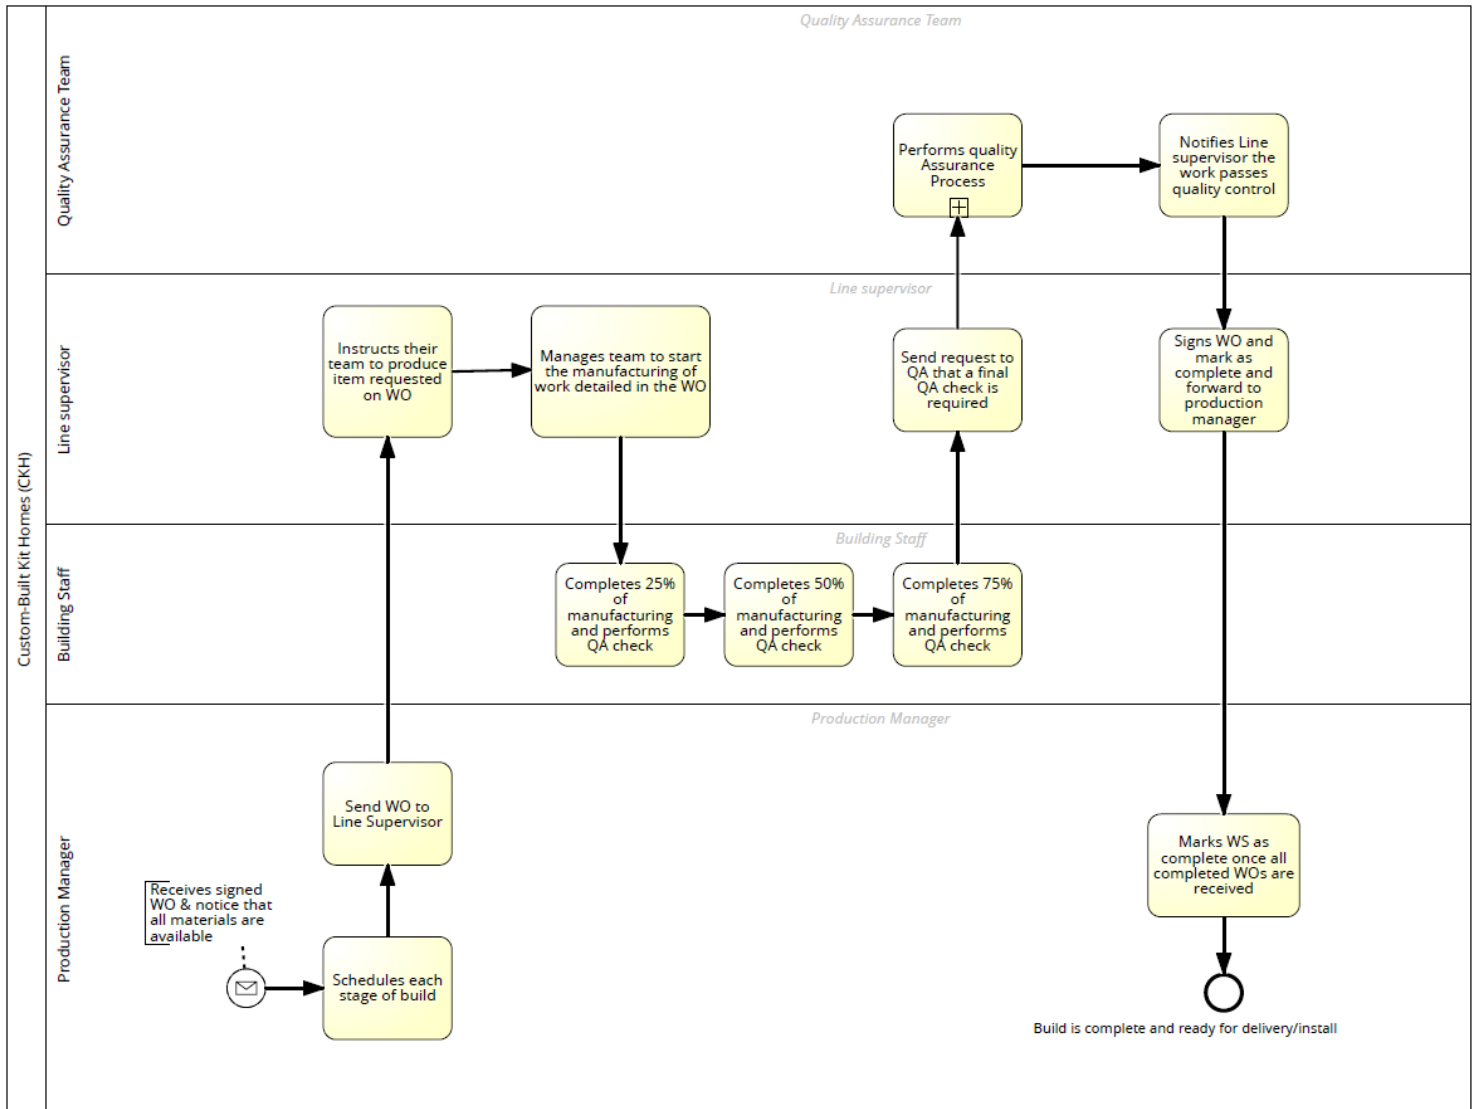 Custom-Built Kit Homes (CKH)
Quality Assurance Team
Quality Assurance Team
Performs quality
Assurance
Process
Notifies Line
supervisor the
work passes
quality control
Line supervisor
Line supervisor
Instructs their
team to produce
item requested
on WO
Manages team to start
the manufacturing of
work detailed in the WO
Send request to
QA that a final
QA check is
required
Signs WO and
mark as
complete and
forward to
production
manager
Building Staff
Building Staff
Completes 25%
of
manufacturing
and performs
QA check
Completes 50%
of
manufacturing
and performs
QA check
Completes 75%
of
manufacturing
and performs
QA check
Production Manager
Production Manager
Send WO to
Line Supervisor
Receives signed
WO & notice that
all materials are
available
Schedules each
stage of build
Marks WS as
complete once all
completed WOs are
received
Build is complete and ready for delivery/install